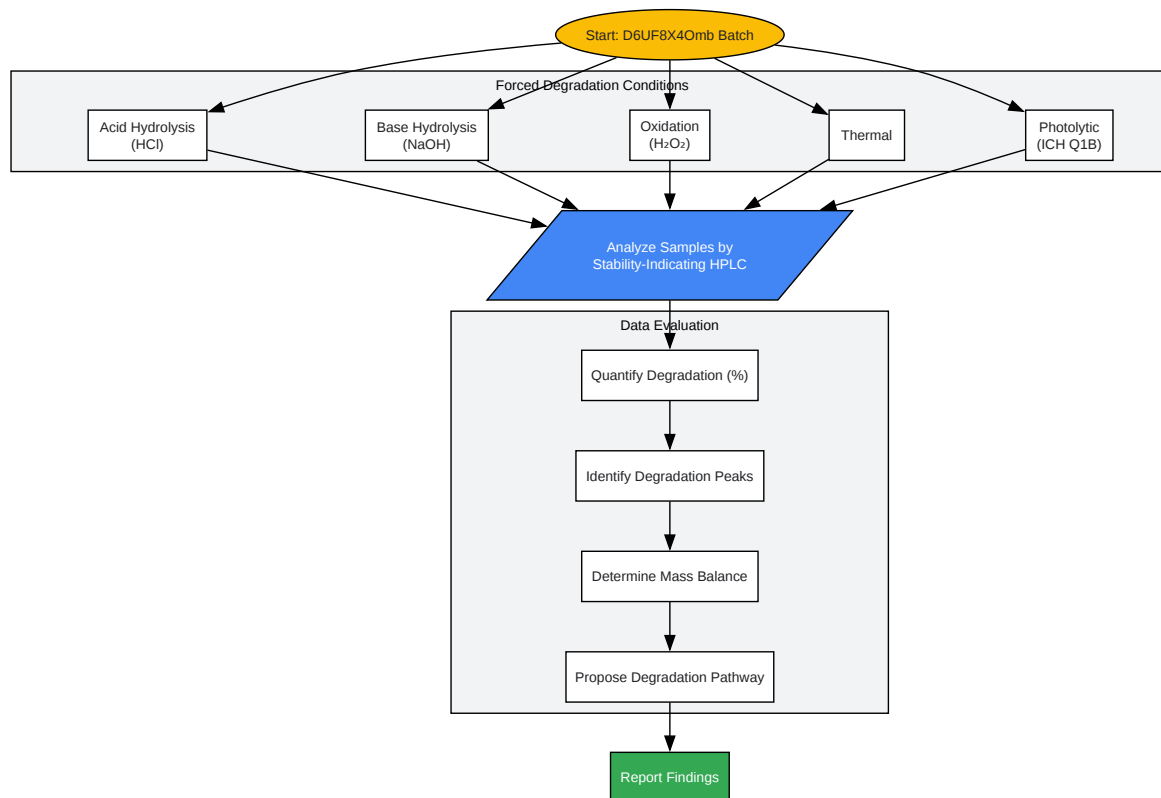 Start: D6UF8X4Omb Batch
Forced Degradation Conditions
Acid Hydrolysis
(HCl)
Base Hydrolysis
(NaOH)
Oxidation
(H₂O₂)
Thermal
Photolytic
(ICH Q1B)
Analyze Samples by
Stability-Indicating HPLC
Data Evaluation
Quantify Degradation (%)
Identify Degradation Peaks
Determine Mass Balance
Propose Degradation Pathway
Report Findings